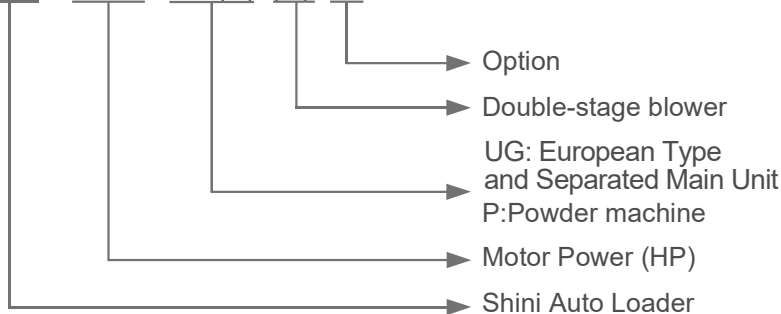 Option
Double-stage blower
UG: European Type
and Separated Main Unit
P:Powder machine
Motor Power (HP)
Shini Auto Loader